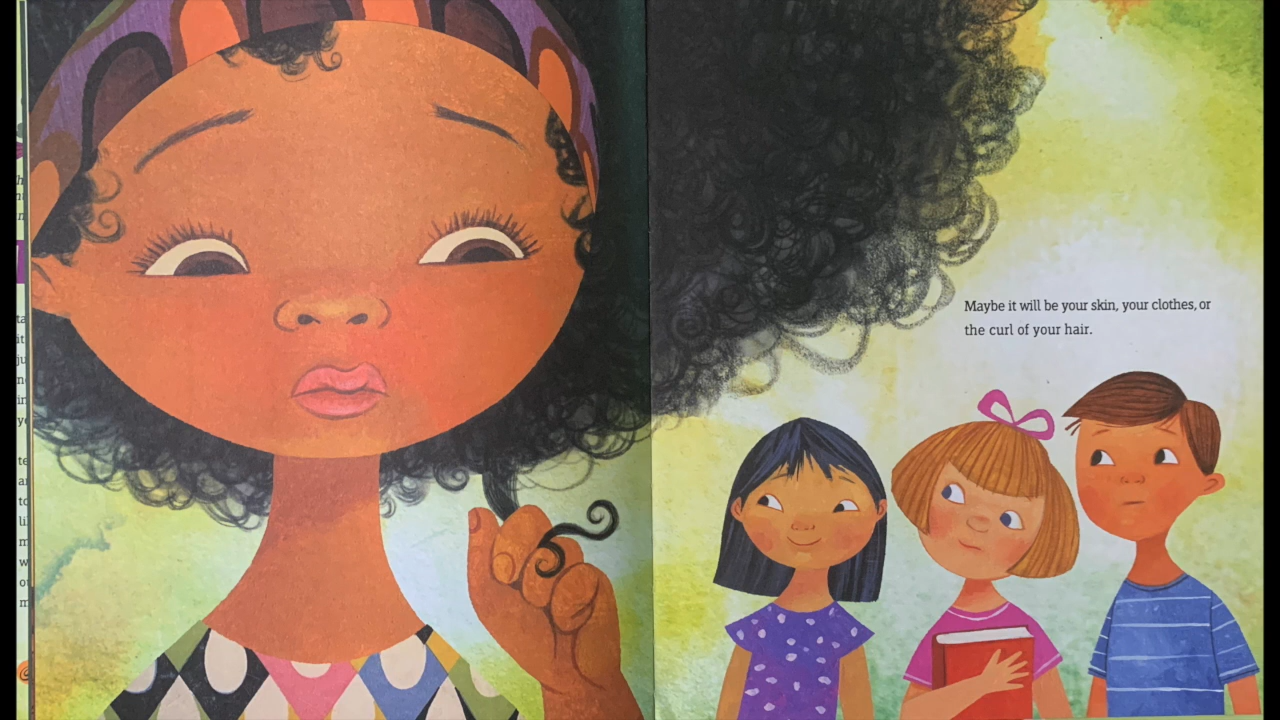 Maybe it will be your skin, your clothes, or
the curl of your hair.